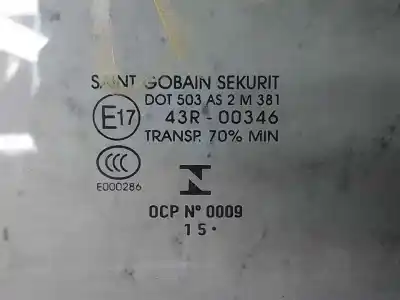 SAINT GOBAIN SEKURIT
DOT 503 AS 2 M 381
E17 43R - 00346
TRANSP. 70% MIN
CCC
E000286
OCP Nº 0009
15·